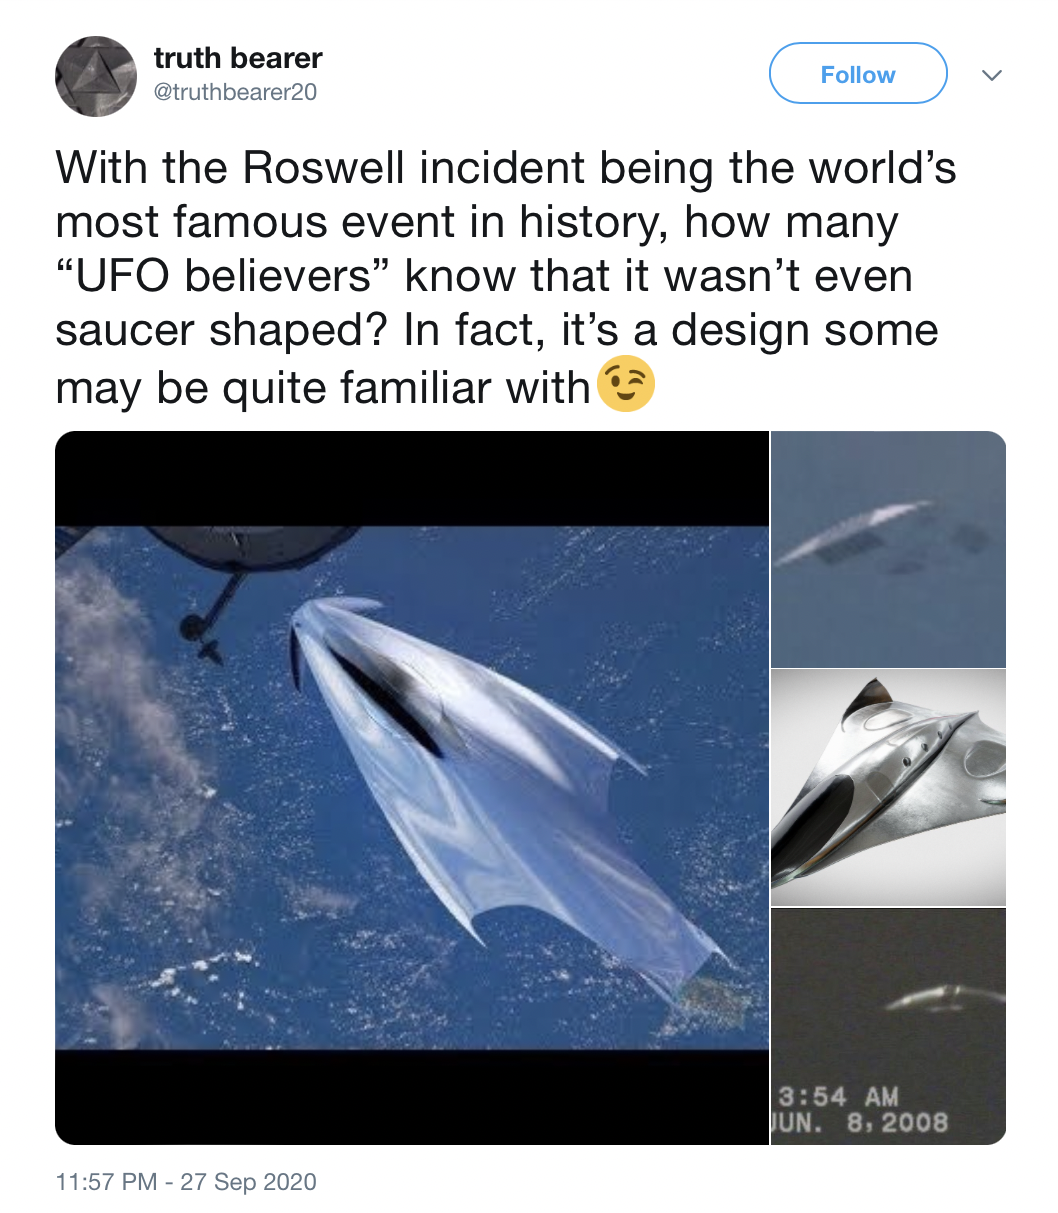 truth bearer
@truthbearer20
Follow
With the Roswell incident being the world’s
most famous event in history, how many
“UFO believers” know that it wasn’t even
saucer shaped? In fact, it’s a design some
may be quite familiar with😉
3:54 AM
JUN. 8, 2008
11:57 PM - 27 Sep 2020